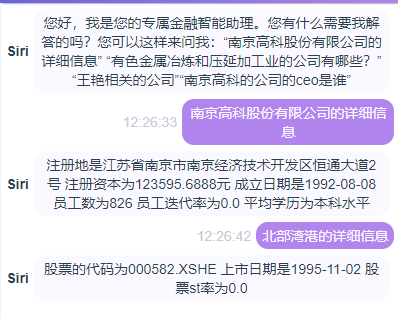 您好，我是您的专属金融智能助理。您有什么需要我解
答的吗？您可以这样来问我：“南京高科股份有限公司的
Siri
详细信息” “有色金属冶炼和压延加工业的公司有哪些？”
“王艳相关的公司”“南京高科的公司的ceo是谁”
12:26:33
南京高科股份有限公司的详细信
息
注册地是江苏省南京市南京经济技术开发区恒通大道2
Siri
号 注册资本为123595.6888元 成立日期是1992-08-08
员工数为826 员工迭代率为0.0 平均学历为本科水平
12:26:42
北部湾港的详细信息
Siri
股票的代码为000582.XSHE 上市日期是1995-11-02 股
票st率为0.0